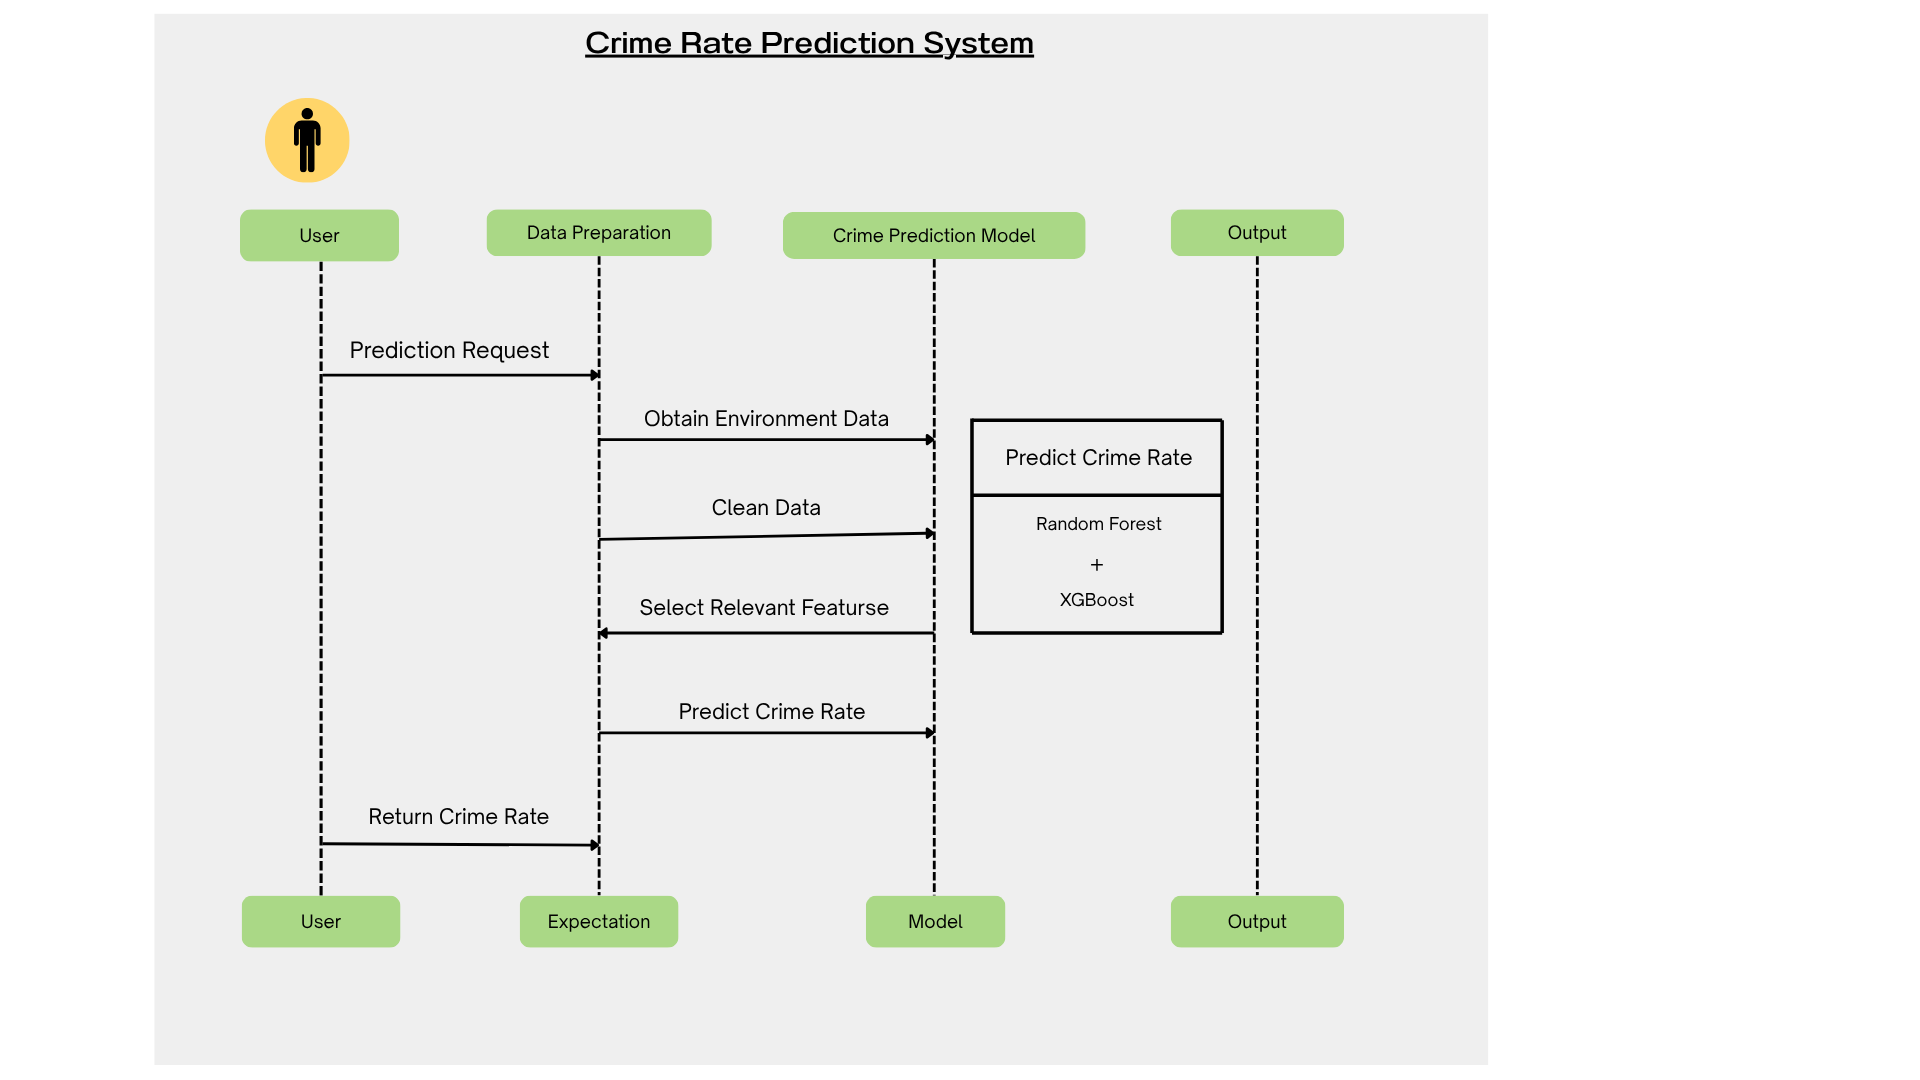 Crime Rate Prediction System
User
Data Preparation
Crime Prediction Model
Output
Prediction Request
Obtain Environment Data
Predict Crime Rate
Clean Data
Random Forest
+
XGBoost
Select Relevant Featurse
Predict Crime Rate
Return Crime Rate
User
Expectation
Model
Output